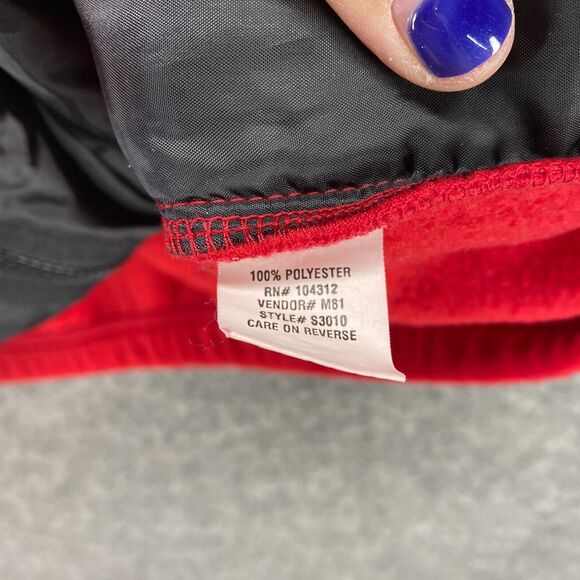 100% POLYESTER
RN# 104312
VENDOR# M81
STYLE# S3010
CARE ON REVERSE